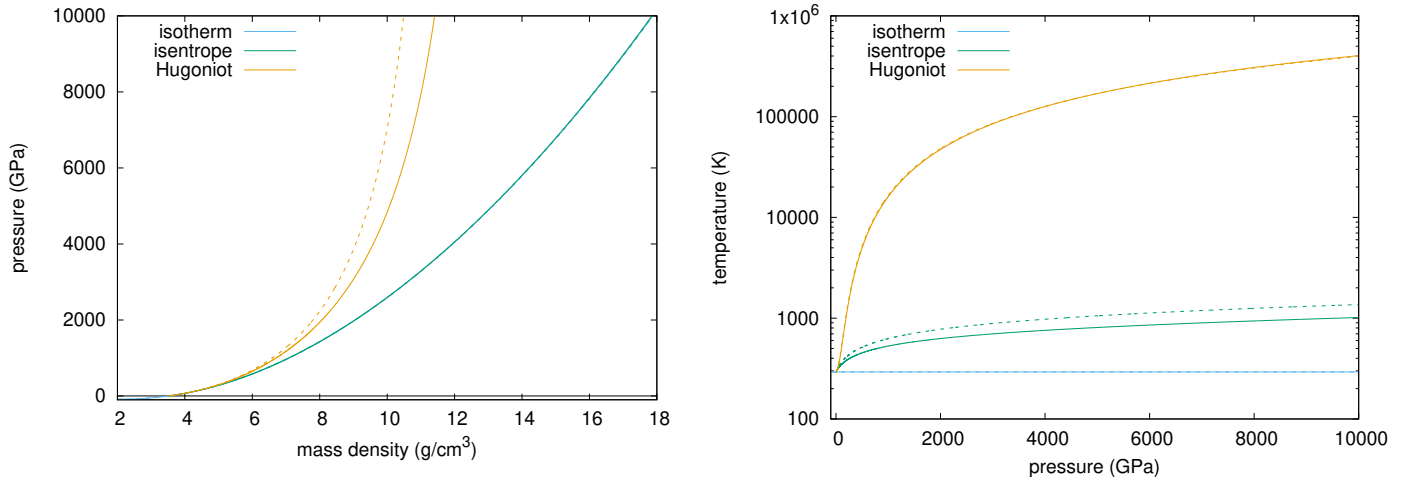 10000
8000
6000
4000
2000
0
pressure (GPa)
isotherm
isentrope
Hugoniot
2 4 6 8 10 12 14 16 18
mass density (g/cm³)
1x10⁶
100000
10000
1000
100
temperature (K)
isotherm
isentrope
Hugoniot
0 2000 4000 6000 8000 10000
pressure (GPa)